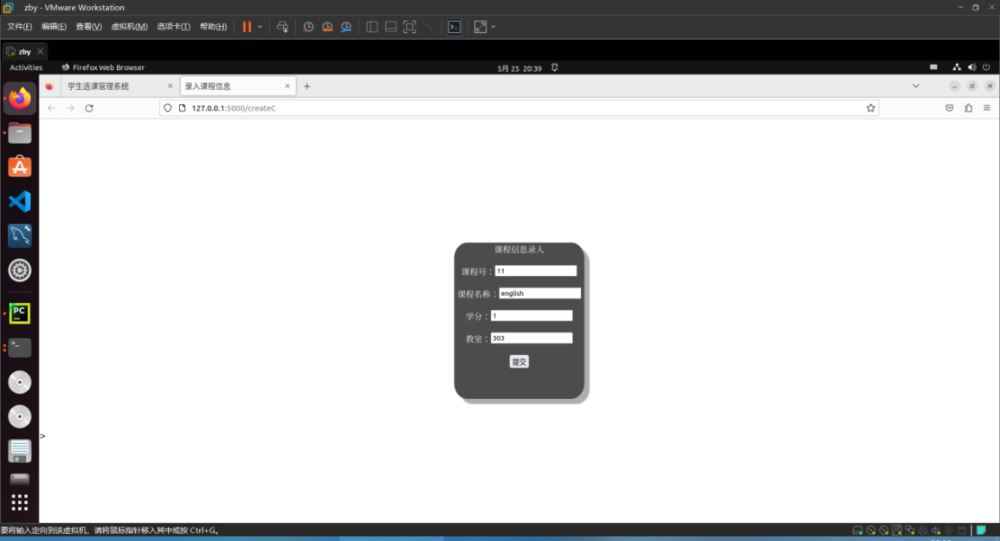 zby - VMware Workstation
文件(F) 编辑(E) 查看(V) 虚拟机(M) 选项卡(T) 帮助(H)
zby
Activities Firefox Web Browser 5月 25 20:39
学生选课管理系统 录入课程信息
127.0.0.1:5000/createC
课程信息录入
课程号：11
课程名称：english
学分：1
教室：303
提交
>
要将输入定向到该虚拟机，请将鼠标指针移入其中或按 Ctrl+G。